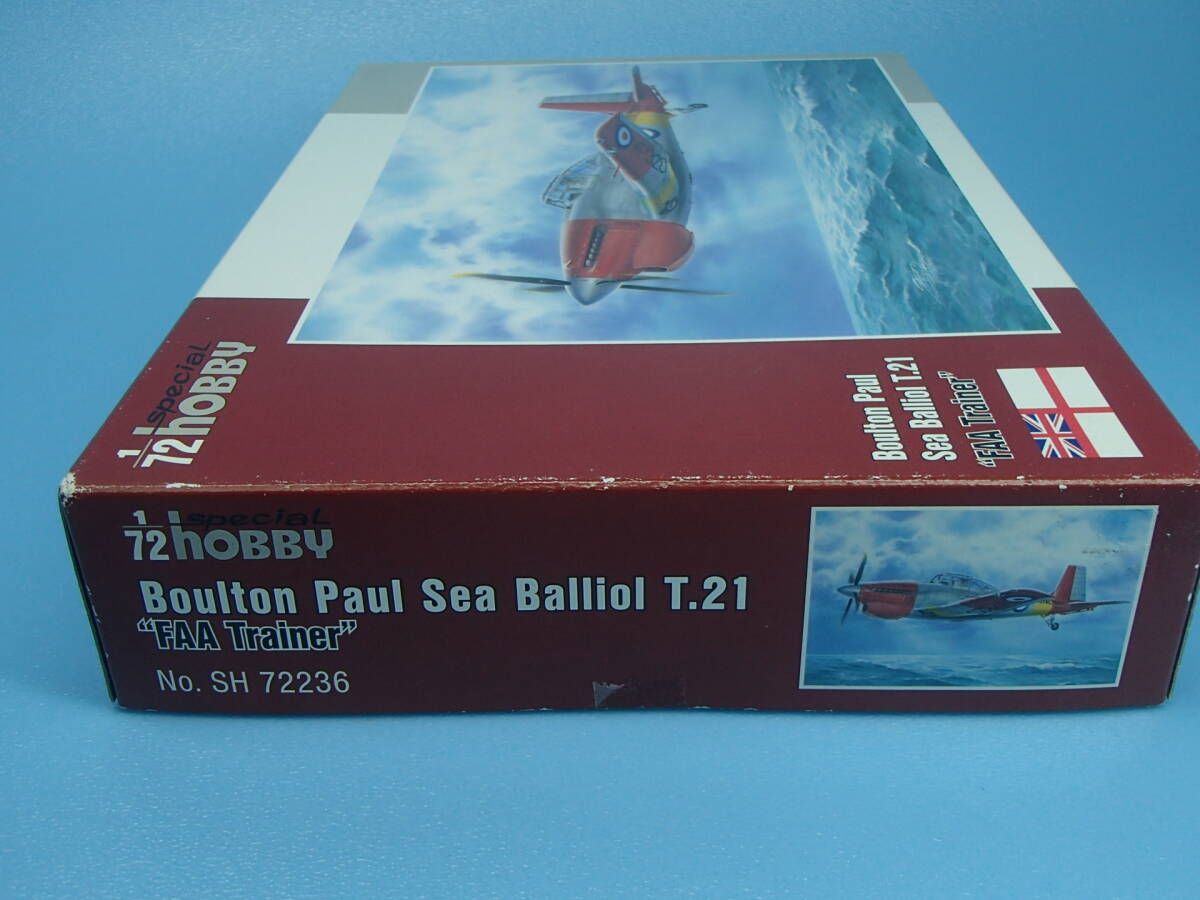 1/72 special HOBBY
Boulton Paul
Sea Balliol T.21
"FAA Trainer"
1/72 special HOBBY
Boulton Paul Sea Balliol T.21
"FAA Trainer"
No. SH 72236